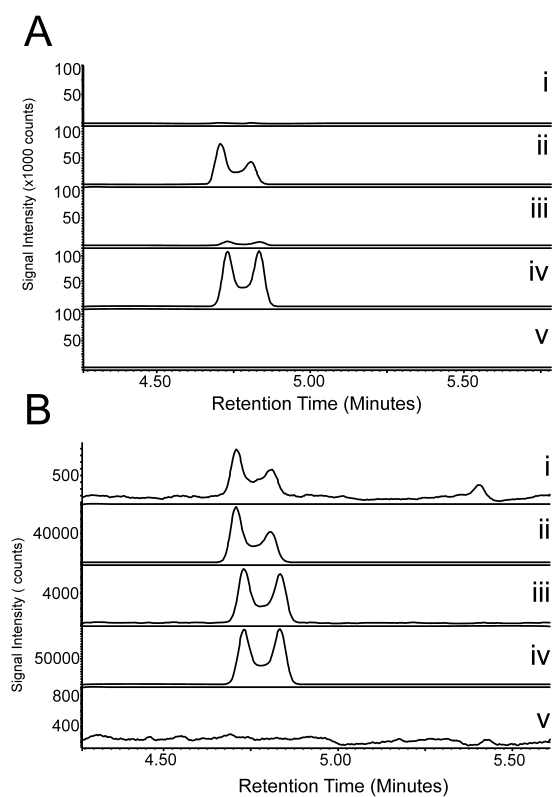 A
Signal Intensity (x1000 counts)
100
50
i
100
50
ii
100
50
iii
100
50
iv
100
50
v
4.50 5.00 5.50
Retention Time (Minutes)
B
Signal Intensity ( counts)
500
i
40000
ii
4000
iii
50000
iv
800
400
v
4.50 5.00 5.50
Retention Time (Minutes)